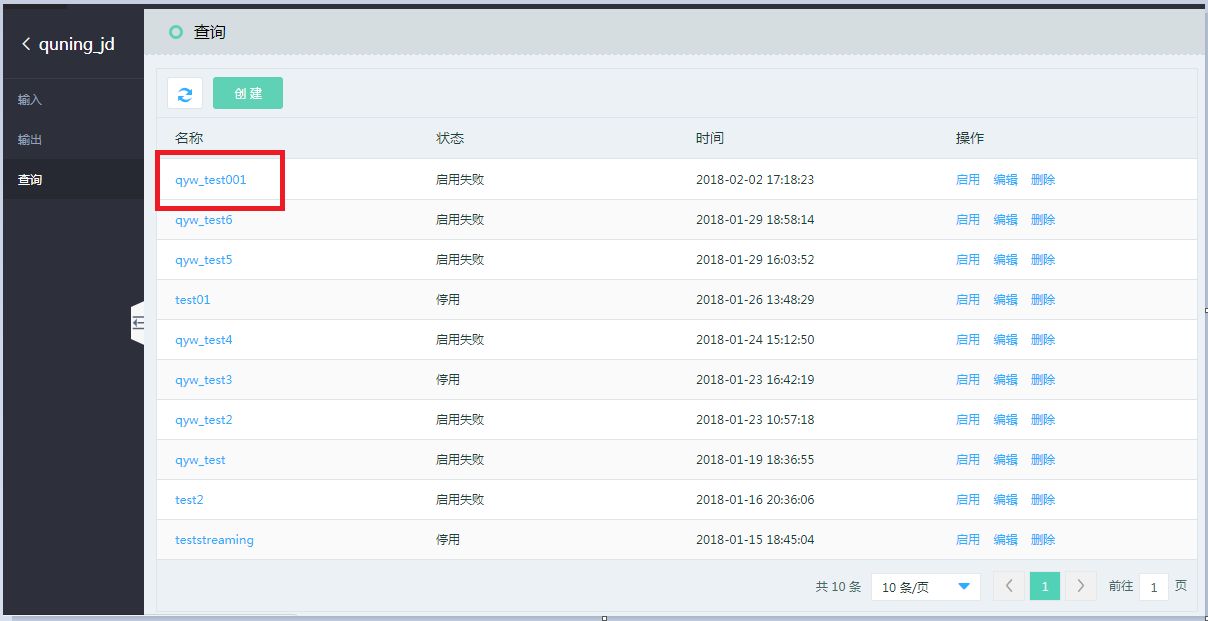 quning_jd
查询
输入
输出
查询
创建
名称 状态 时间 操作
qyw_test001 启用失败 2018-02-02 17:18:23 启用 编辑 删除
qyw_test6 启用失败 2018-01-29 18:58:14 启用 编辑 删除
qyw_test5 启用失败 2018-01-29 16:03:52 启用 编辑 删除
test01 停用 2018-01-26 13:48:29 启用 编辑 删除
qyw_test4 启用失败 2018-01-24 15:12:50 启用 编辑 删除
qyw_test3 停用 2018-01-23 16:42:19 启用 编辑 删除
qyw_test2 启用失败 2018-01-23 10:57:18 启用 编辑 删除
qyw_test 启用失败 2018-01-19 18:36:55 启用 编辑 删除
test2 启用失败 2018-01-16 20:36:06 启用 编辑 删除
teststreaming 停用 2018-01-15 18:45:04 启用 编辑 删除
共 10 条 10 条/页 1 前往 1 页